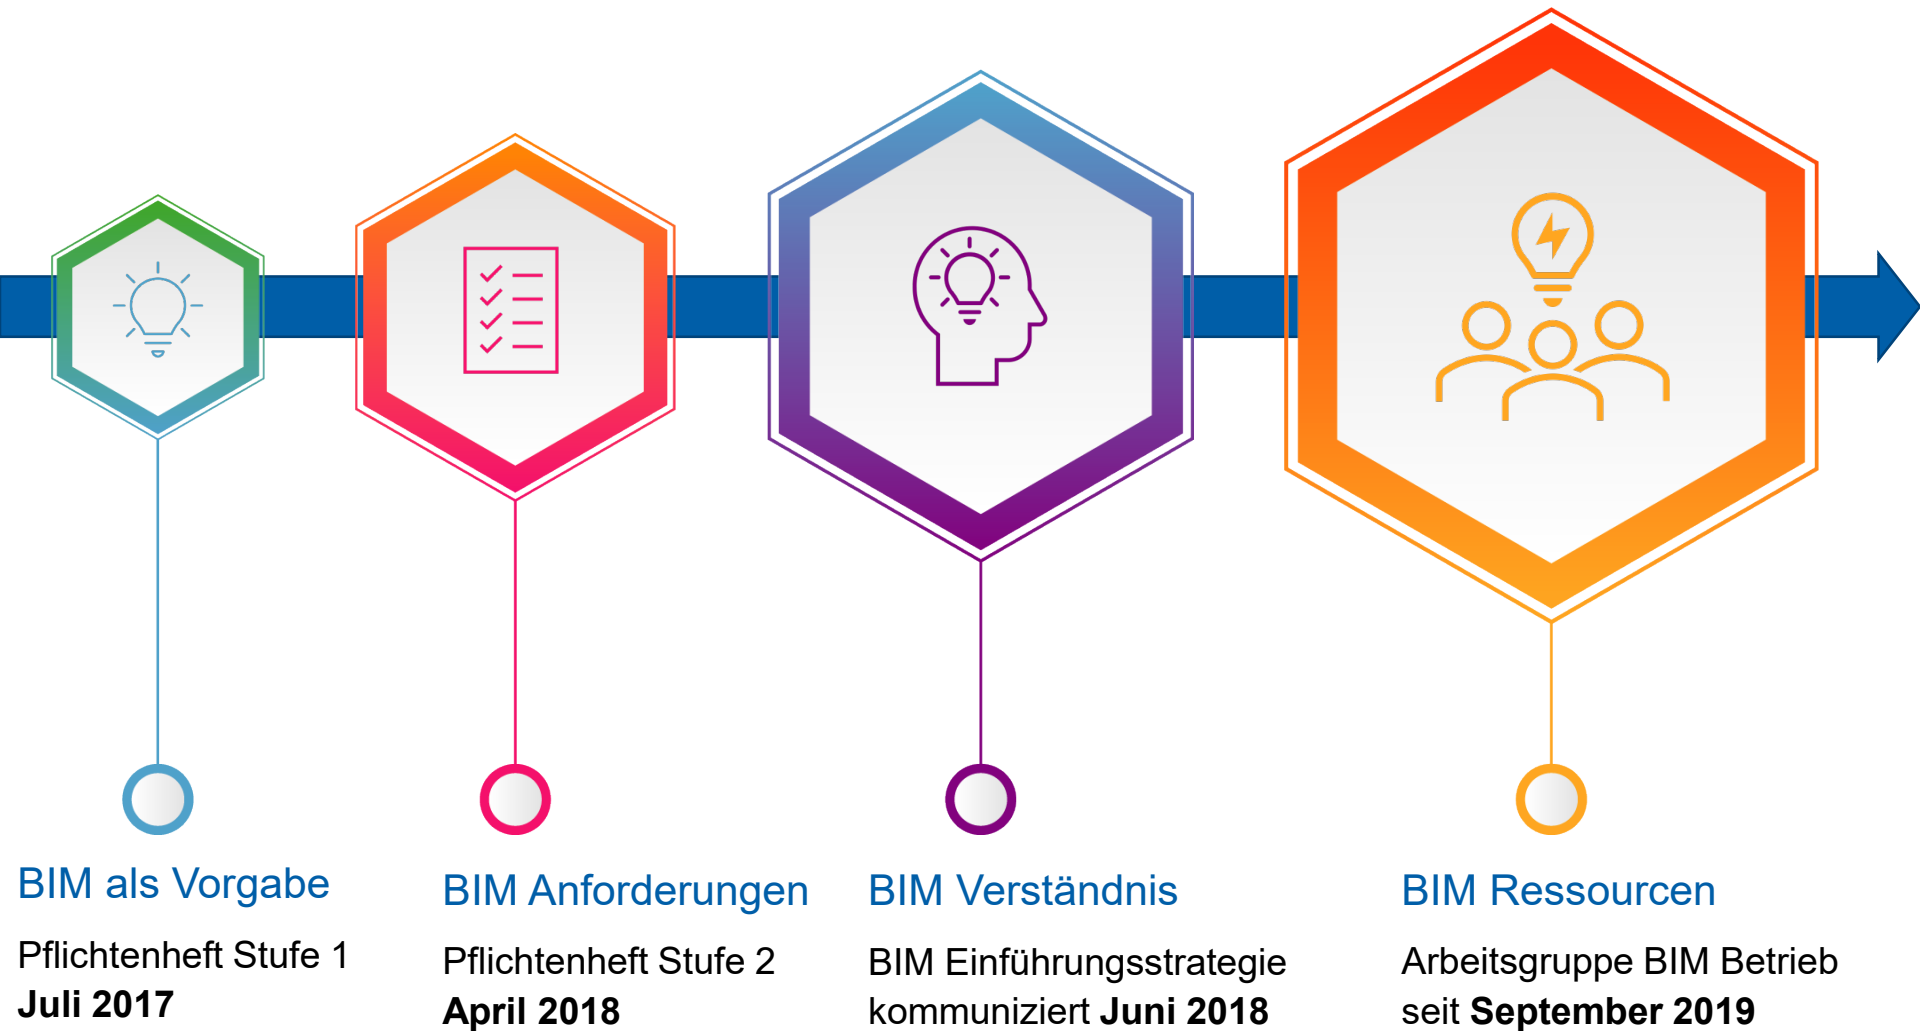 BIM als Vorgabe
Pflichtenheft Stufe 1
Juli 2017
BIM Anforderungen
Pflichtenheft Stufe 2
April 2018
BIM Verständnis
BIM Einführungsstrategie
kommuniziert Juni 2018
BIM Ressourcen
Arbeitsgruppe BIM Betrieb
seit September 2019